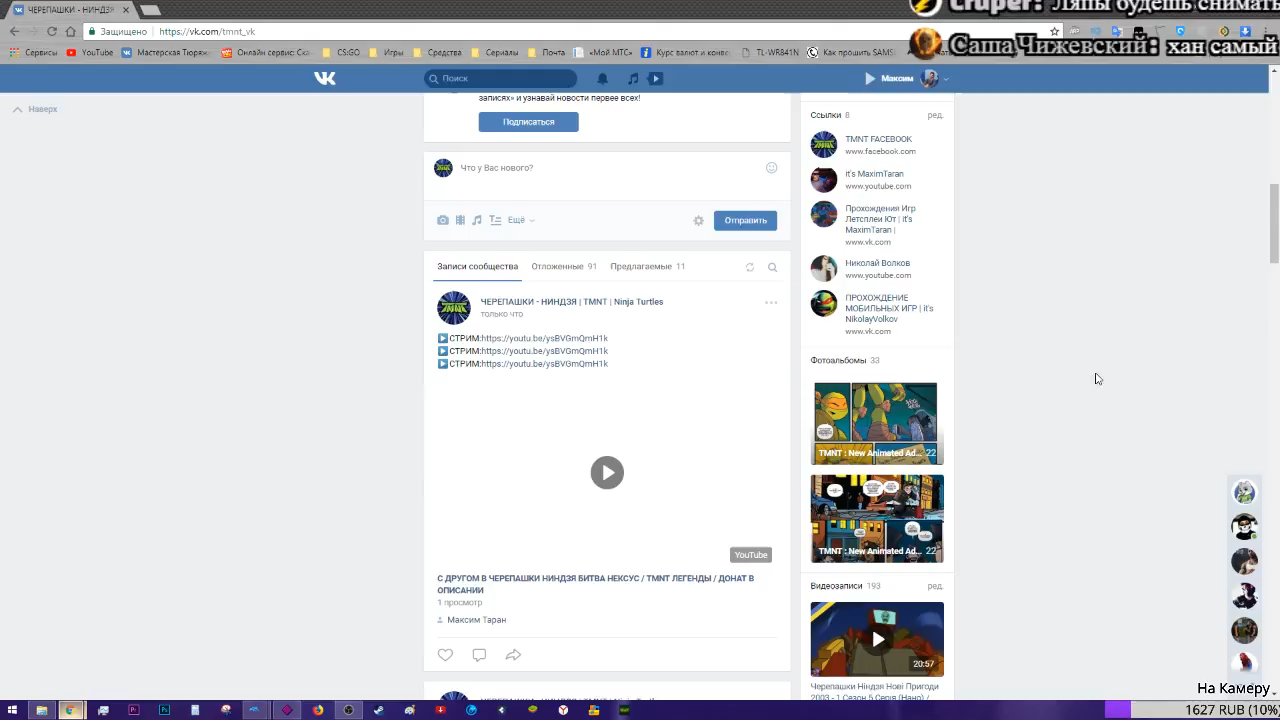 ЧЕРЕПАШКИ - НИНДЗЯ
Cruper: Ляпы будешь снимать
Защищено
https://vk.com/tmnt_vk
СашаЧижевский: хан самый
Сервисы
YouTube
Мастерская Тюряжк
Онлайн сервис Скл
CS:GO
Игры
Средства
Сериалы
Почта
«Мой МТС»
Курс валют и конве
TL-WR841N
Как прошить SAMS
Поиск
Максим
Наверх
записях» и узнавай новости первее всех!
Подписаться
Что у Вас нового?
Ещё
Отправить
Записи сообщества
Отложенные 91
Предлагаемые 11
ЧЕРЕПАШКИ - НИНДЗЯ | TMNT | Ninja Turtles
только что
СТРИМ:https://youtu.be/ysBVGmQmH1k
СТРИМ:https://youtu.be/ysBVGmQmH1k
СТРИМ:https://youtu.be/ysBVGmQmH1k
YouTube
С ДРУГОМ В ЧЕРЕПАШКИ НИНДЗЯ БИТВА НЕКСУС / TMNT ЛЕГЕНДЫ / ДОНАТ В
ОПИСАНИИ
1 просмотр
Максим Таран
Ссылки 8
ред.
TMNT FACEBOOK
www.facebook.com
it's MaximTaran
www.youtube.com
Прохождения Игр
Летсплеи Ют | it's
MaximTaran |
www.vk.com
Николай Волков
www.youtube.com
ПРОХОЖДЕНИЕ
МОБИЛЬНЫХ ИГР | it's
NikolayVolkov
www.vk.com
Фотоальбомы 33
TMNT : New Animated Ad... 22
TMNT : New Animated Ad... 22
Видеозаписи 193
ред.
20:57
Черепашки Ніндзя Нові Пригоди
2003 - 1 Сезон 5 Серія (Нано) /
На Камеру
1627 RUB (10%)